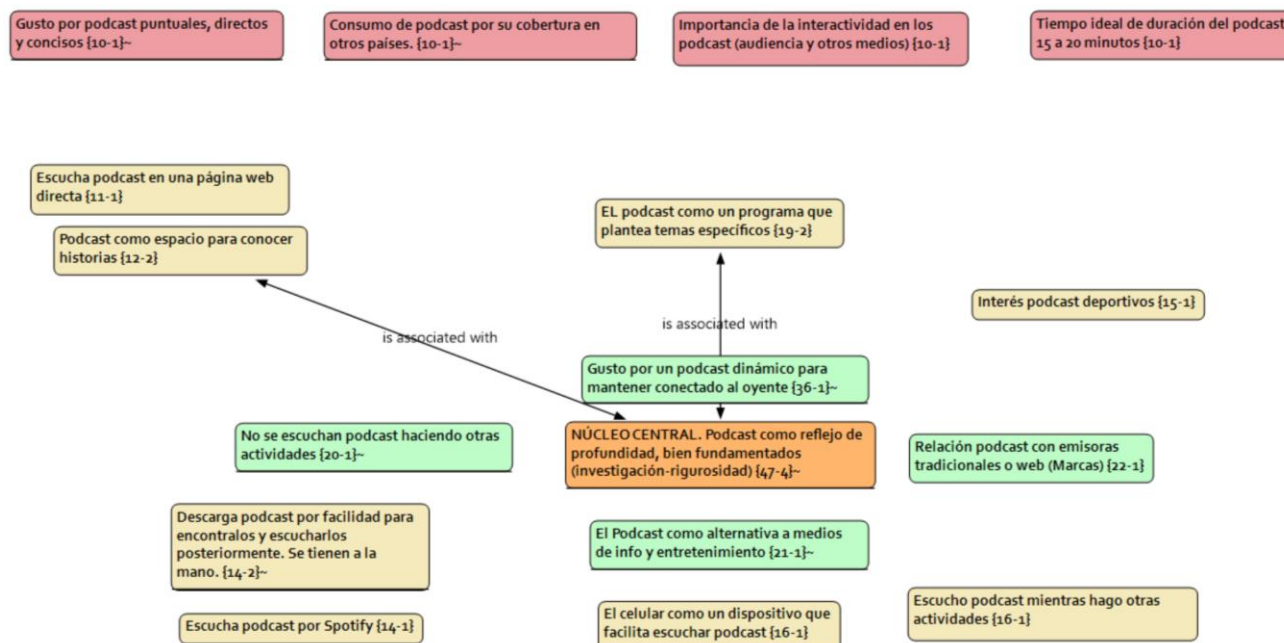 Gusto por podcast puntuales, directos
y concisos {10-1}~
Consumo de podcast por su cobertura en
otros países. {10-1}~
Importancia de la interactividad en los
podcast (audiencia y otros medios) {10-1}
Tiempo ideal de duración del podcast
15 a 20 minutos {10-1}
Escucha podcast en una página web
directa {11-1}
Podcast como espacio para conocer
historias {12-2}
EL podcast como un programa que
plantea temas específicos {19-2}
Interés podcast deportivos {15-1}
is associated with
is associated with
Gusto por un podcast dinámico para
mantener conectado al oyente {36-1}~
No se escuchan podcast haciendo otras
actividades {20-1}~
NÚCLEO CENTRAL. Podcast como reflejo de
profundidad, bien fundamentados
(investigación-rigurosidad) {47-4}~
Relación podcast con emisoras
tradicionales o web (Marcas) {22-1}
Descarga podcast por facilidad para
encontralos y escucharlos
posteriormente. Se tienen a la
mano. {14-2}~
El Podcast como alternativa a medios
de info y entretenimiento {21-1}~
Escucha podcast por Spotify {14-1}
El celular como un dispositivo que
facilita escuchar podcast {16-1}
Escucho podcast mientras hago otras
actividades {16-1}